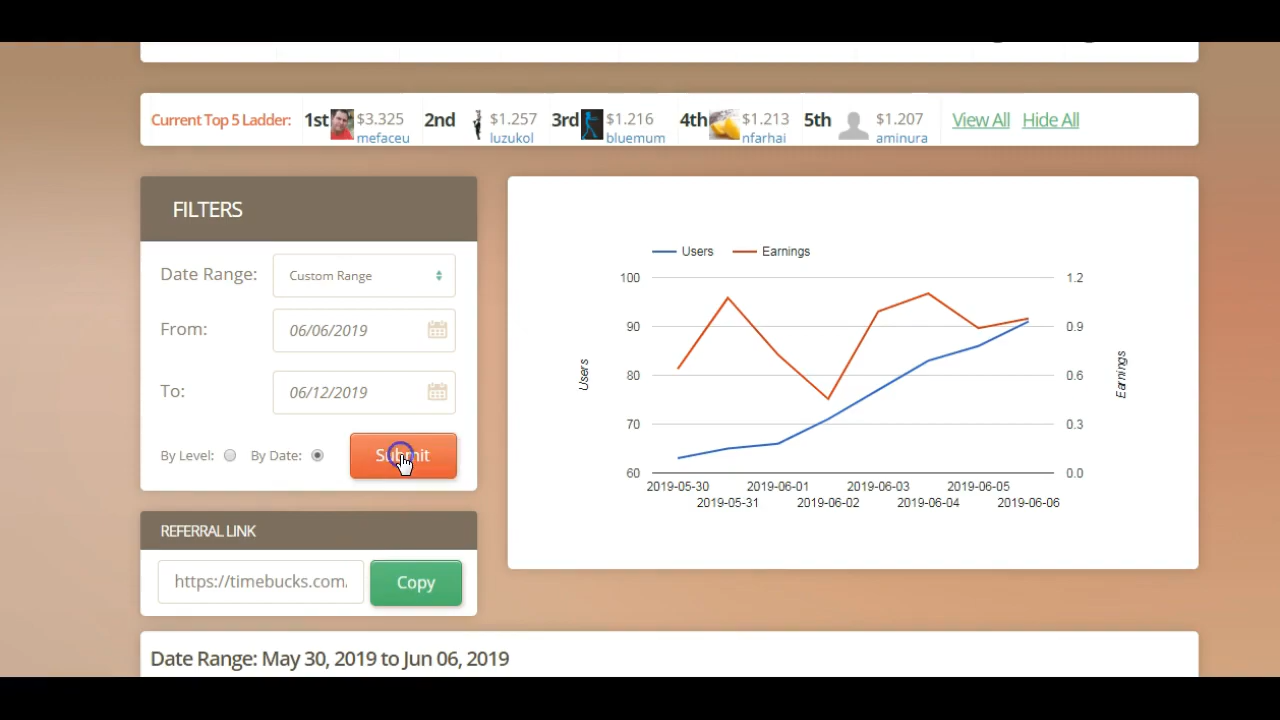 Current Top 5 Ladder: 1st $3.325 mefaceu 2nd $1.257 luzukol 3rd $1.216 bluemum 4th $1.213 nfarhai 5th $1.207 aminura View All Hide All
FILTERS
Date Range: Custom Range
From: 06/06/2019
To: 06/12/2019
By Level: By Date: Submit
REFERRAL LINK
https://timebucks.com. Copy
Users Earnings
100 1.2
90 0.9
80 0.6
70 0.3
60 0.0
Users
Earnings
2019-05-30 2019-06-01 2019-06-03 2019-06-05
2019-05-31 2019-06-02 2019-06-04 2019-06-06
Date Range: May 30, 2019 to Jun 06, 2019